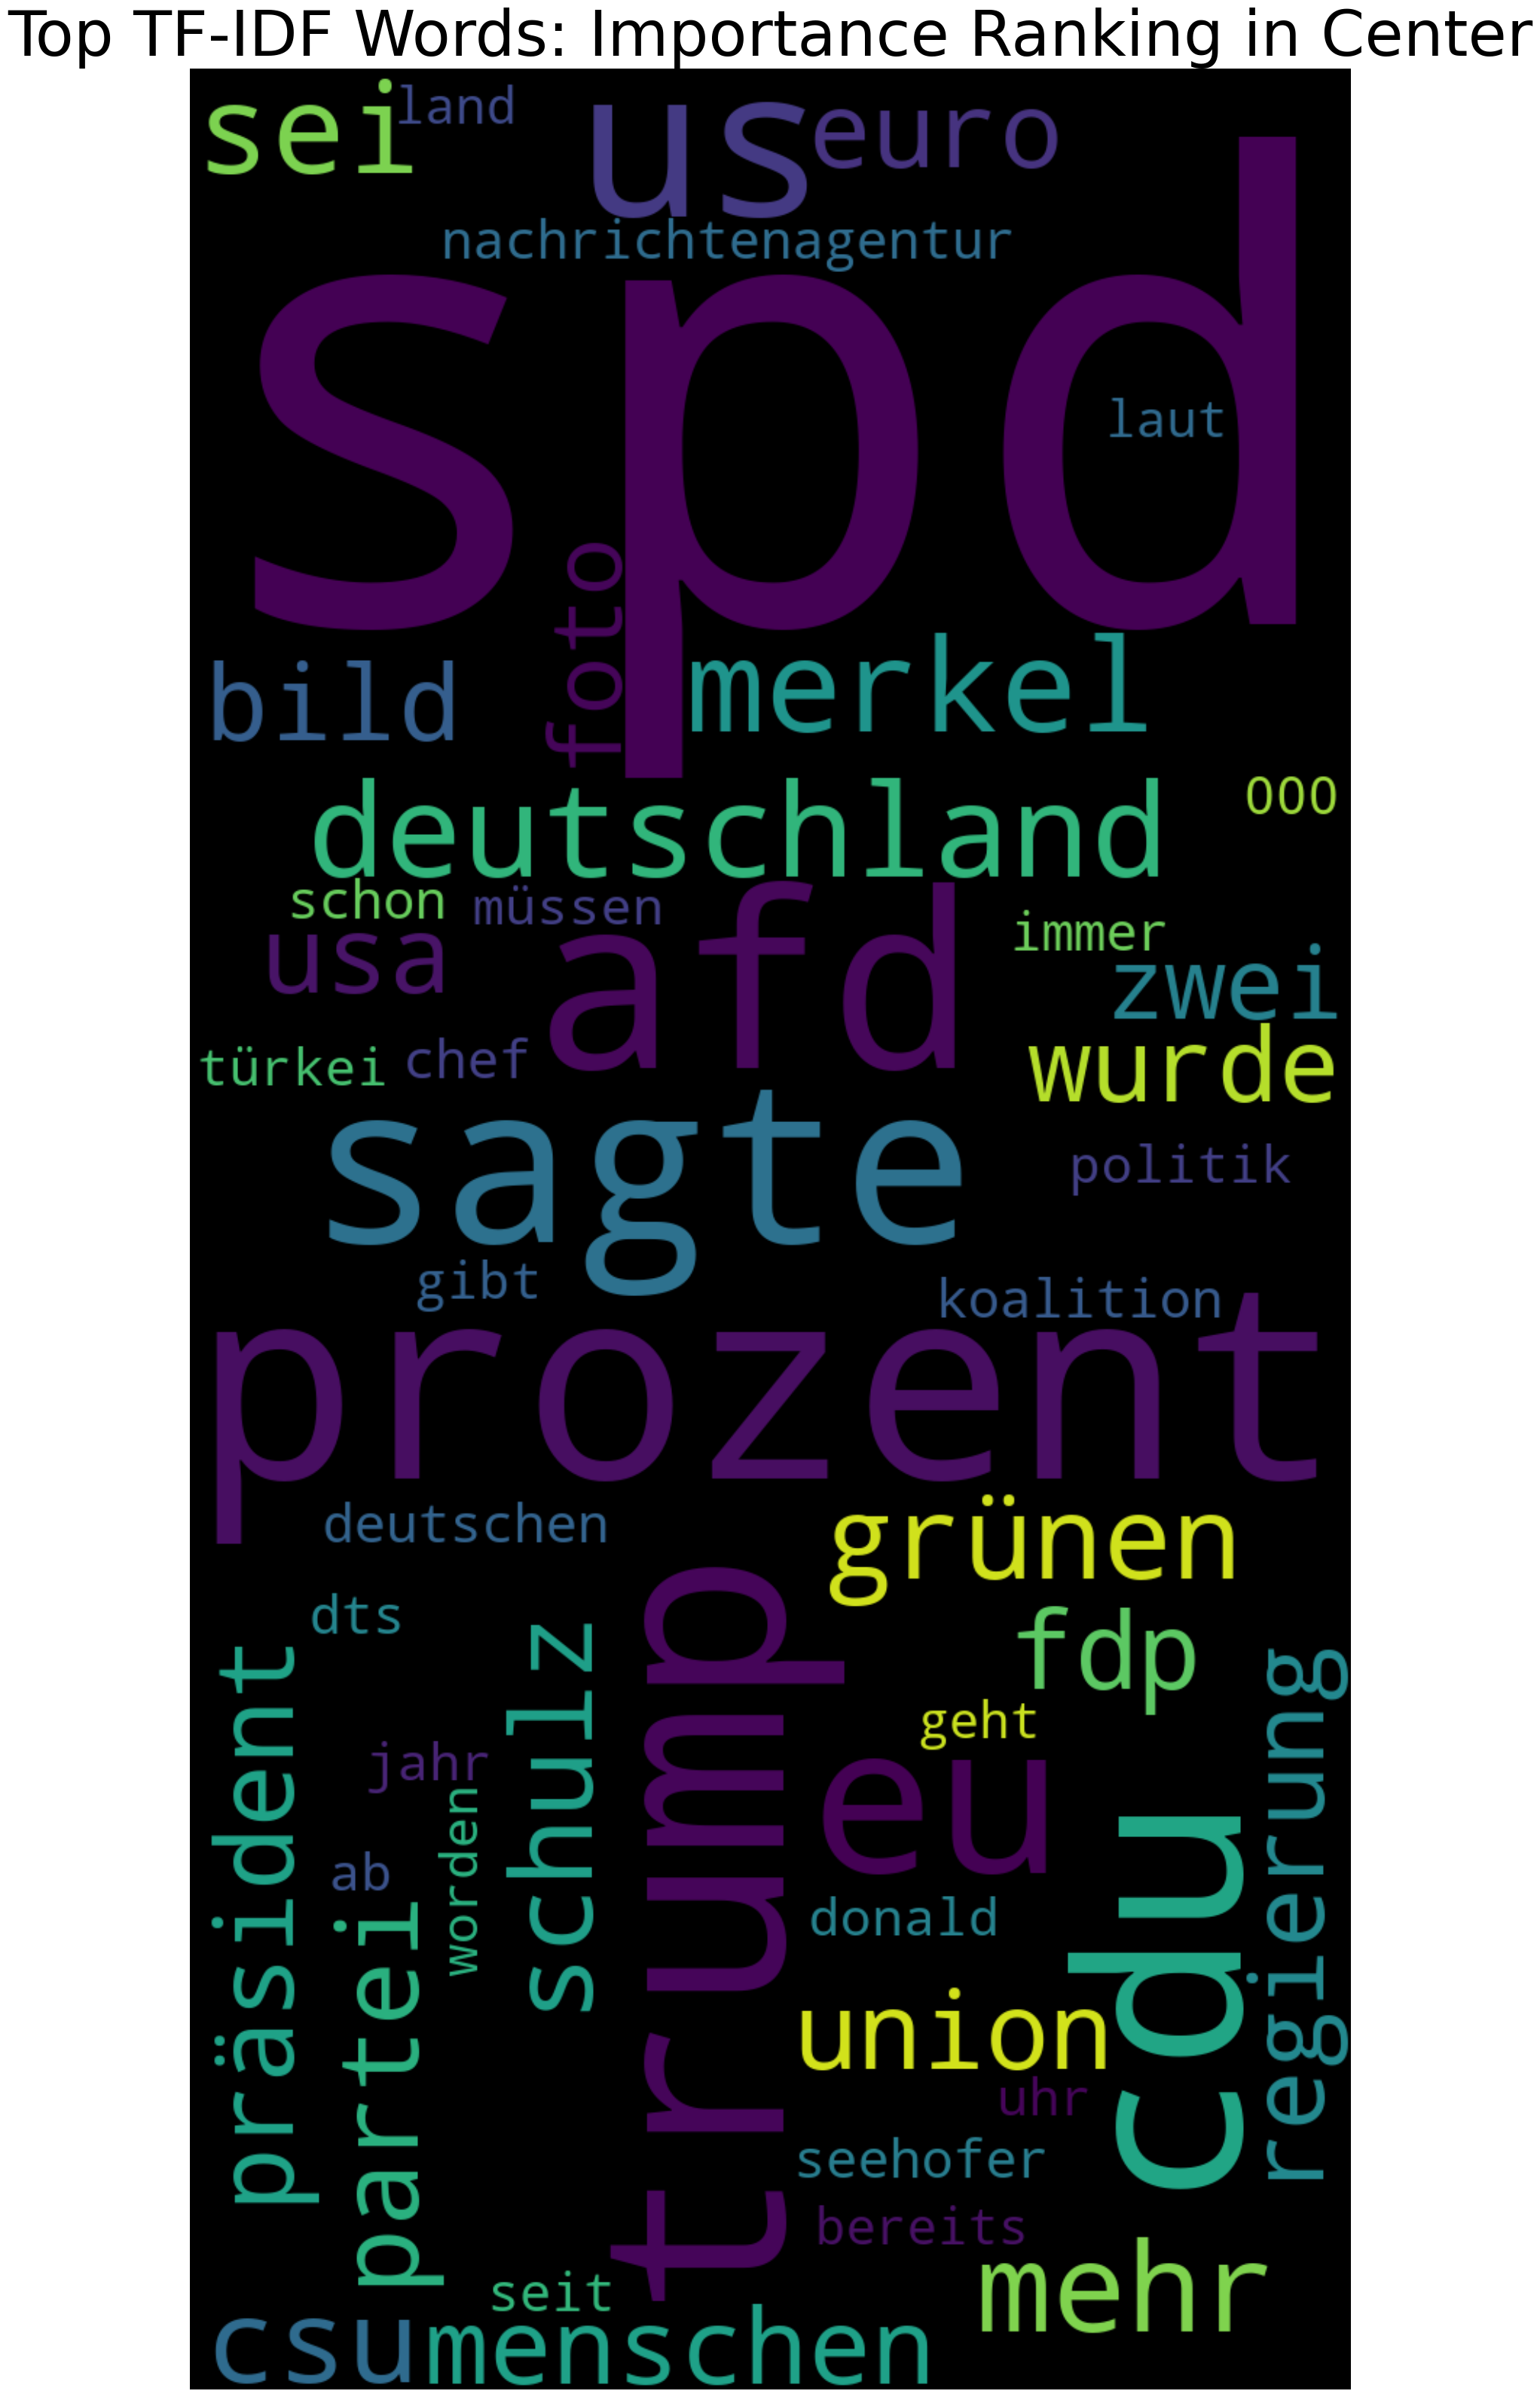 Top TF-IDF Words: Importance Ranking in Center
sei
land
us
euro
nachrichtenagentur
spd
laut
foto
bild
merkel
deutschland
000
schon
müssen
usa
afd
immer
zwei
türkei
chef
wurde
sagte
politik
gibt
koalition
prozent
deutschen
grünen
dts
fdp
präsident
schulz
trump
geht
regierung
jahr
eu
worden
ab
cdu
partei
donald
union
uhr
seehofer
bereits
mehr
seit
csu
menschen